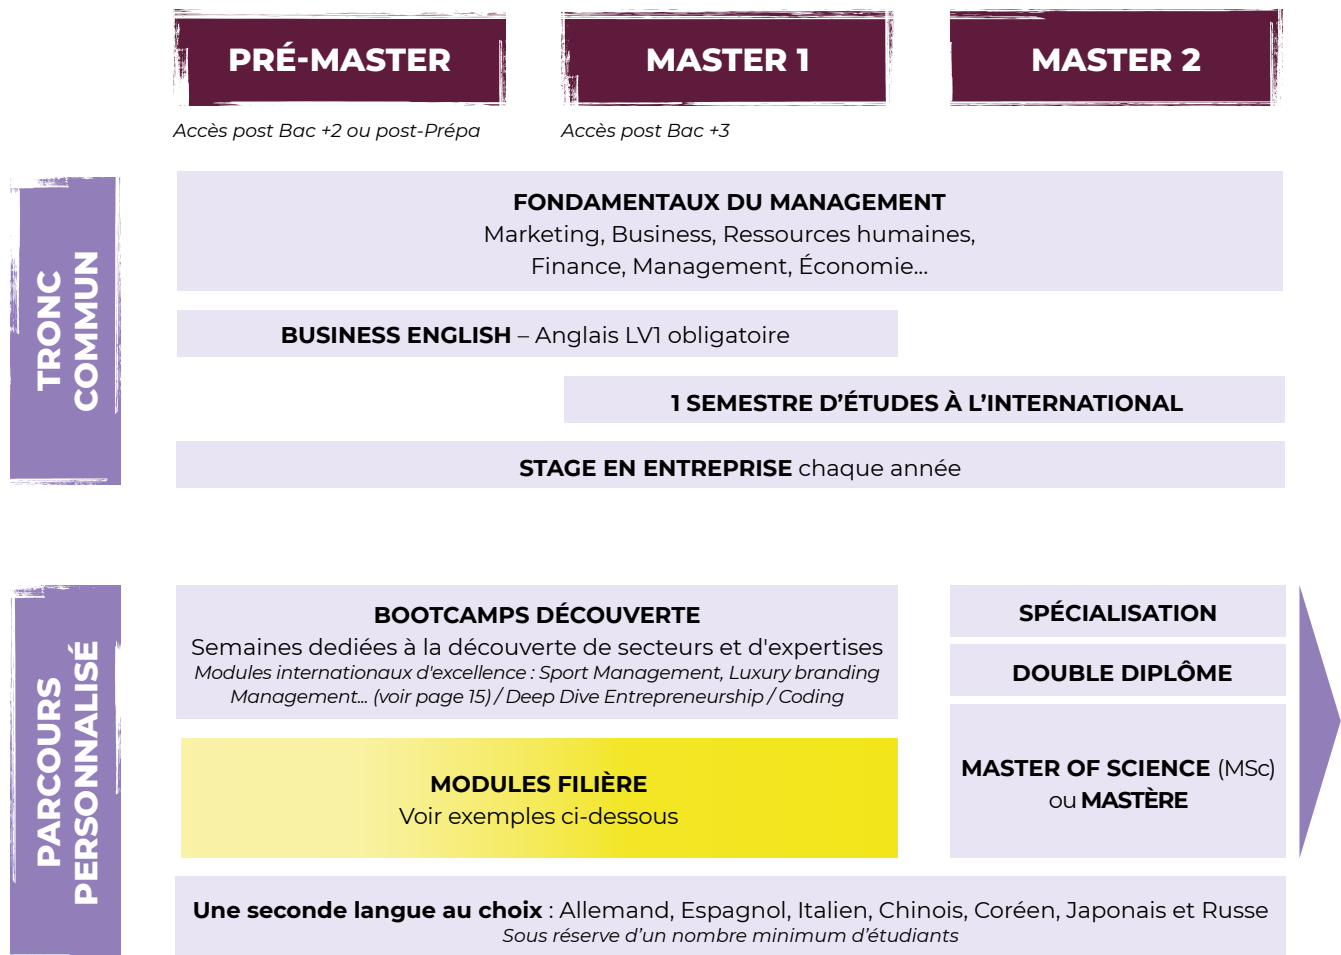 PRÉ-MASTER
MASTER 1
MASTER 2
Accès post Bac +2 ou post-Prépa
Accès post Bac +3
TRONC
COMMUN
FONDAMENTAUX DU MANAGEMENT
Marketing, Business, Ressources humaines,
Finance, Management, Économie...
BUSINESS ENGLISH – Anglais LV1 obligatoire
1 SEMESTRE D’ÉTUDES À L’INTERNATIONAL
STAGE EN ENTREPRISE chaque année
PARCOURS
PERSONNALISÉ
BOOTCAMPS DÉCOUVERTE
Semaines dediées à la découverte de secteurs et d'expertises
Modules internationaux d'excellence : Sport Management, Luxury branding
Management... (voir page 15) / Deep Dive Entrepreneurship / Coding
MODULES FILIÈRE
Voir exemples ci-dessous
SPÉCIALISATION
DOUBLE DIPLÔME
MASTER OF SCIENCE (MSc)
ou MASTÈRE
Une seconde langue au choix : Allemand, Espagnol, Italien, Chinois, Coréen, Japonais et Russe
Sous réserve d’un nombre minimum d’étudiants